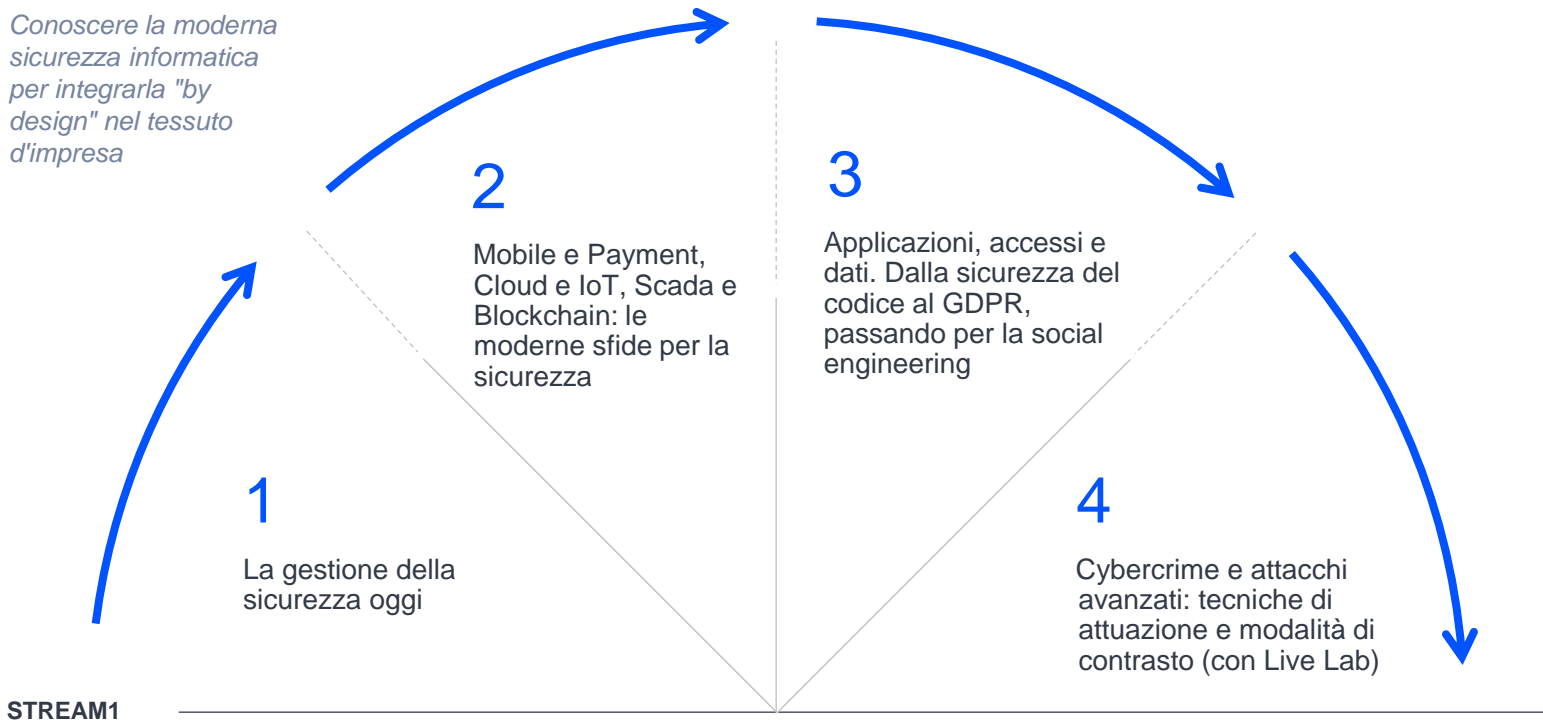 Conoscere la moderna
sicurezza informatica
per integrarla "by
design" nel tessuto
d'impresa
1
La gestione della
sicurezza oggi
2
Mobile e Payment,
Cloud e IoT, Scada e
Blockchain: le
moderne sfide per la
sicurezza
3
Applicazioni, accessi e
dati. Dalla sicurezza del
codice al GDPR,
passando per la social
engineering
4
Cybercrime e attacchi
avanzati: tecniche di
attuazione e modalità di
contrasto (con Live Lab)
STREAM1